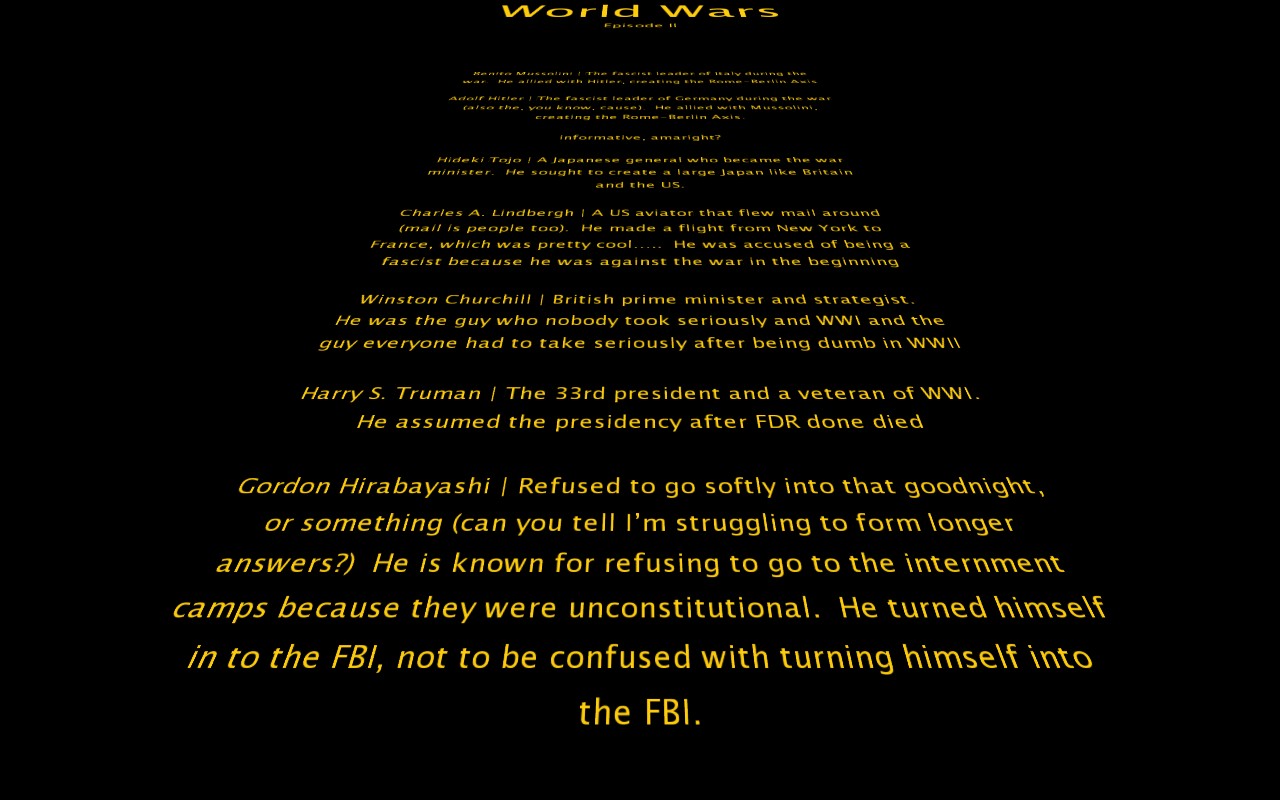 World Wars
Episode II
Benito Mussolini | The fascist leader of Italy during the
war. He allied with Hitler, creating the Rome-Berlin Axis
Adolf Hitler | The fascist leader of Germany during the war
(also the, you know, cause). He allied with Mussolini,
creating the Rome-Berlin Axis.
informative, amaright?
Hideki Tojo | A Japanese general who became the war
minister. He sought to create a large Japan like Britain
and the US.
Charles A. Lindbergh | A US aviator that flew mail around
(mail is people too). He made a flight from New York to
France, which was pretty cool..... He was accused of being a
fascist because he was against the war in the beginning
Winston Churchill | British prime minister and strategist.
He was the guy who nobody took seriously and WWI and the
guy everyone had to take seriously after being dumb in WWII
Harry S. Truman | The 33rd president and a veteran of WWI.
He assumed the presidency after FDR done died
Gordon Hirabayashi | Refused to go softly into that goodnight,
or something (can you tell I'm struggling to form longer
answers?) He is known for refusing to go to the internment
camps because they were unconstitutional. He turned himself
in to the FBI, not to be confused with turning himself into
the FBI.